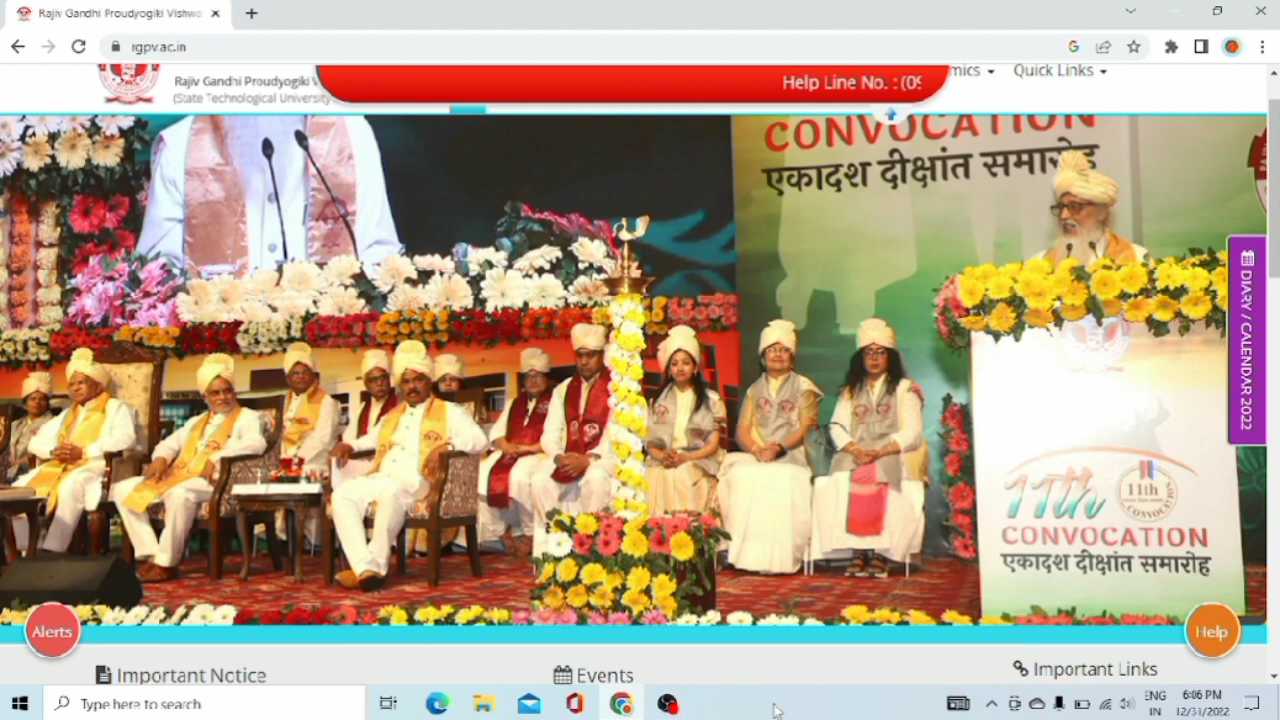 Rajiv Gandhi Proudyogiki Vishwa
rgpv.ac.in
Rajiv Gandhi Proudyogiki
(State Technological University
Help Line No. : (09
mics
Quick Links
CONVOCATION
एकादश दीक्षांत समारोह
DIARY / CALENDAR 2022
11th
11th
CONVOCATION
CONVOCATION
एकादश दीक्षांत समारोह
Alerts
Help
Important Notice
Events
Important Links
Type here to search
ENG
IN
6:06 PM
12/31/2022